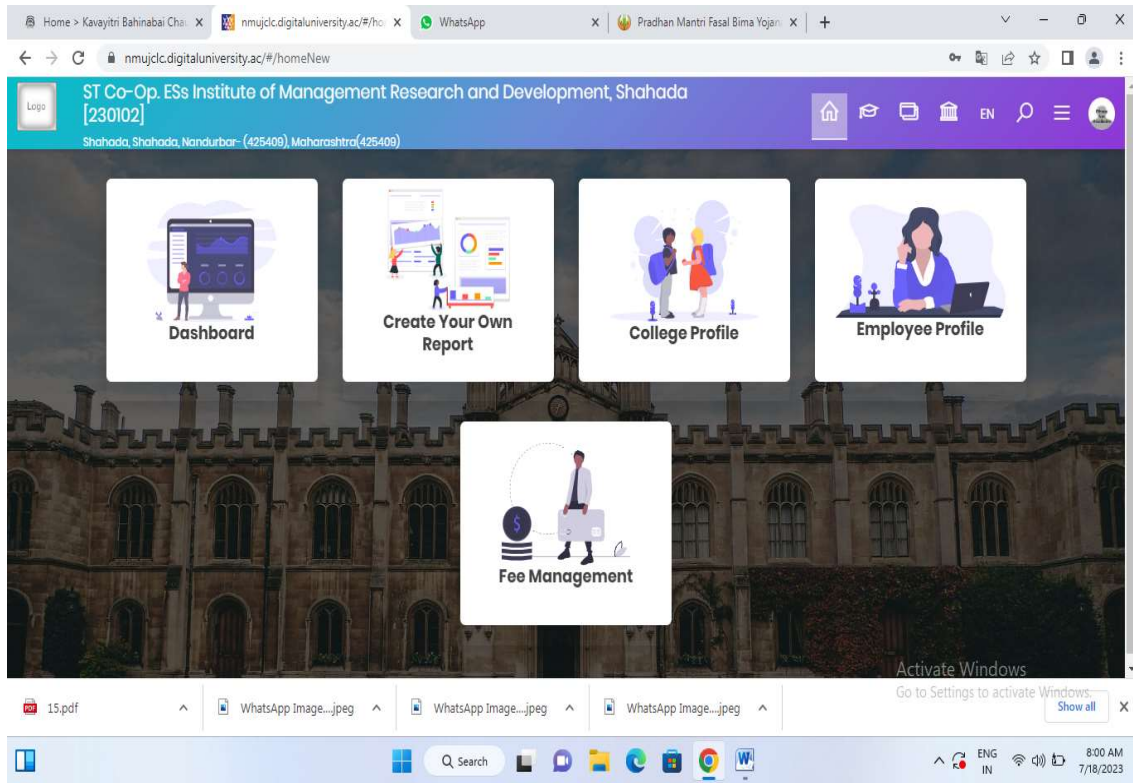 Home > Kavayitri Bahinabai Chau
nmujclc.digitaluniversity.ac/#/ho
WhatsApp
Pradhan Mantri Fasal Bima Yojan
nmujclc.digitaluniversity.ac/#/homeNew
Logo
ST Co-Op. ESs Institute of Management Research and Development, Shahada
[230102]
Shahada, Shahada, Nandurbar- (425409), Maharashtra(425409)
EN
Dashboard
Create Your Own
Report
College Profile
Employee Profile
Fee Management
Activate Windows
Go to Settings to activate Windows.
15.pdf
WhatsApp Image....jpeg
WhatsApp Image....jpeg
WhatsApp Image....jpeg
Show all
Search
ENG
IN
8:00 AM
7/18/2023